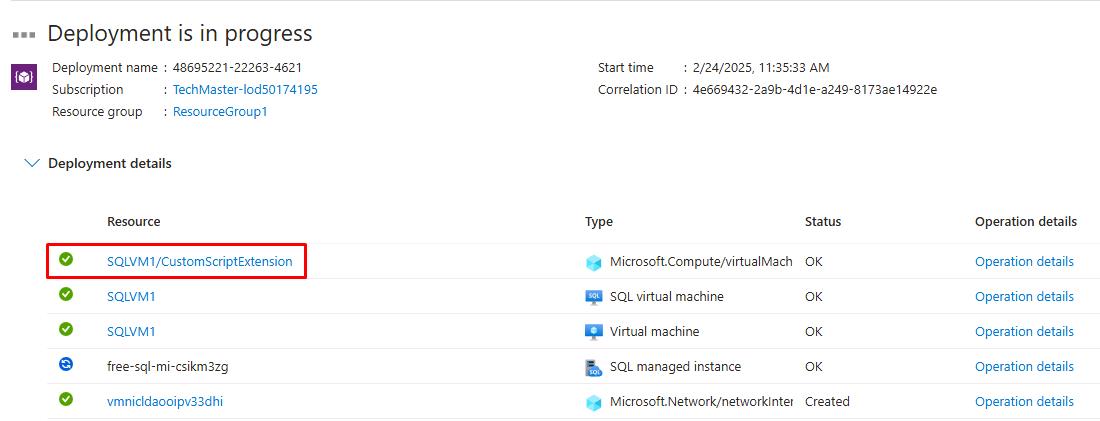 Deployment is in progress
Deployment name : 48695221-22263-4621
Start time : 2/24/2025, 11:35:33 AM
Subscription : TechMaster-lod50174195
Correlation ID : 4e669432-2a9b-4d1e-a249-8173ae14922e
Resource group : ResourceGroup1
Deployment details
Resource Type Status Operation details
SQLVM1/CustomScriptExtension Microsoft.Compute/virtualMach OK Operation details
SQLVM1 SQL virtual machine OK Operation details
SQLVM1 Virtual machine OK Operation details
free-sql-mi-csikm3zg SQL managed instance OK Operation details
vmnicldaooipv33dhi Microsoft.Network/networkInter Created Operation details